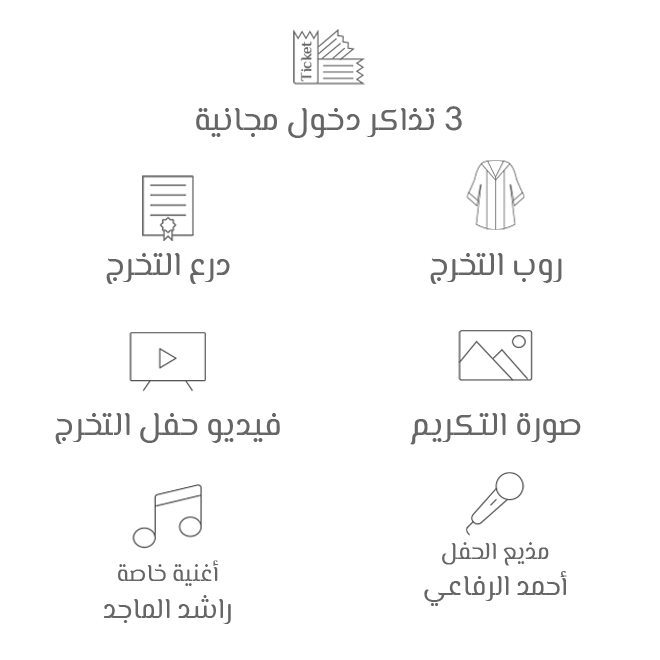 Ticket
3 تذاكر دخول مجانية
روب التخرج
درع التخرج
صورة التكريم
فيديو حفل التخرج
مذيع الحفل
أحمد الرفاعي
أغنية خاصة
راشد الماجد